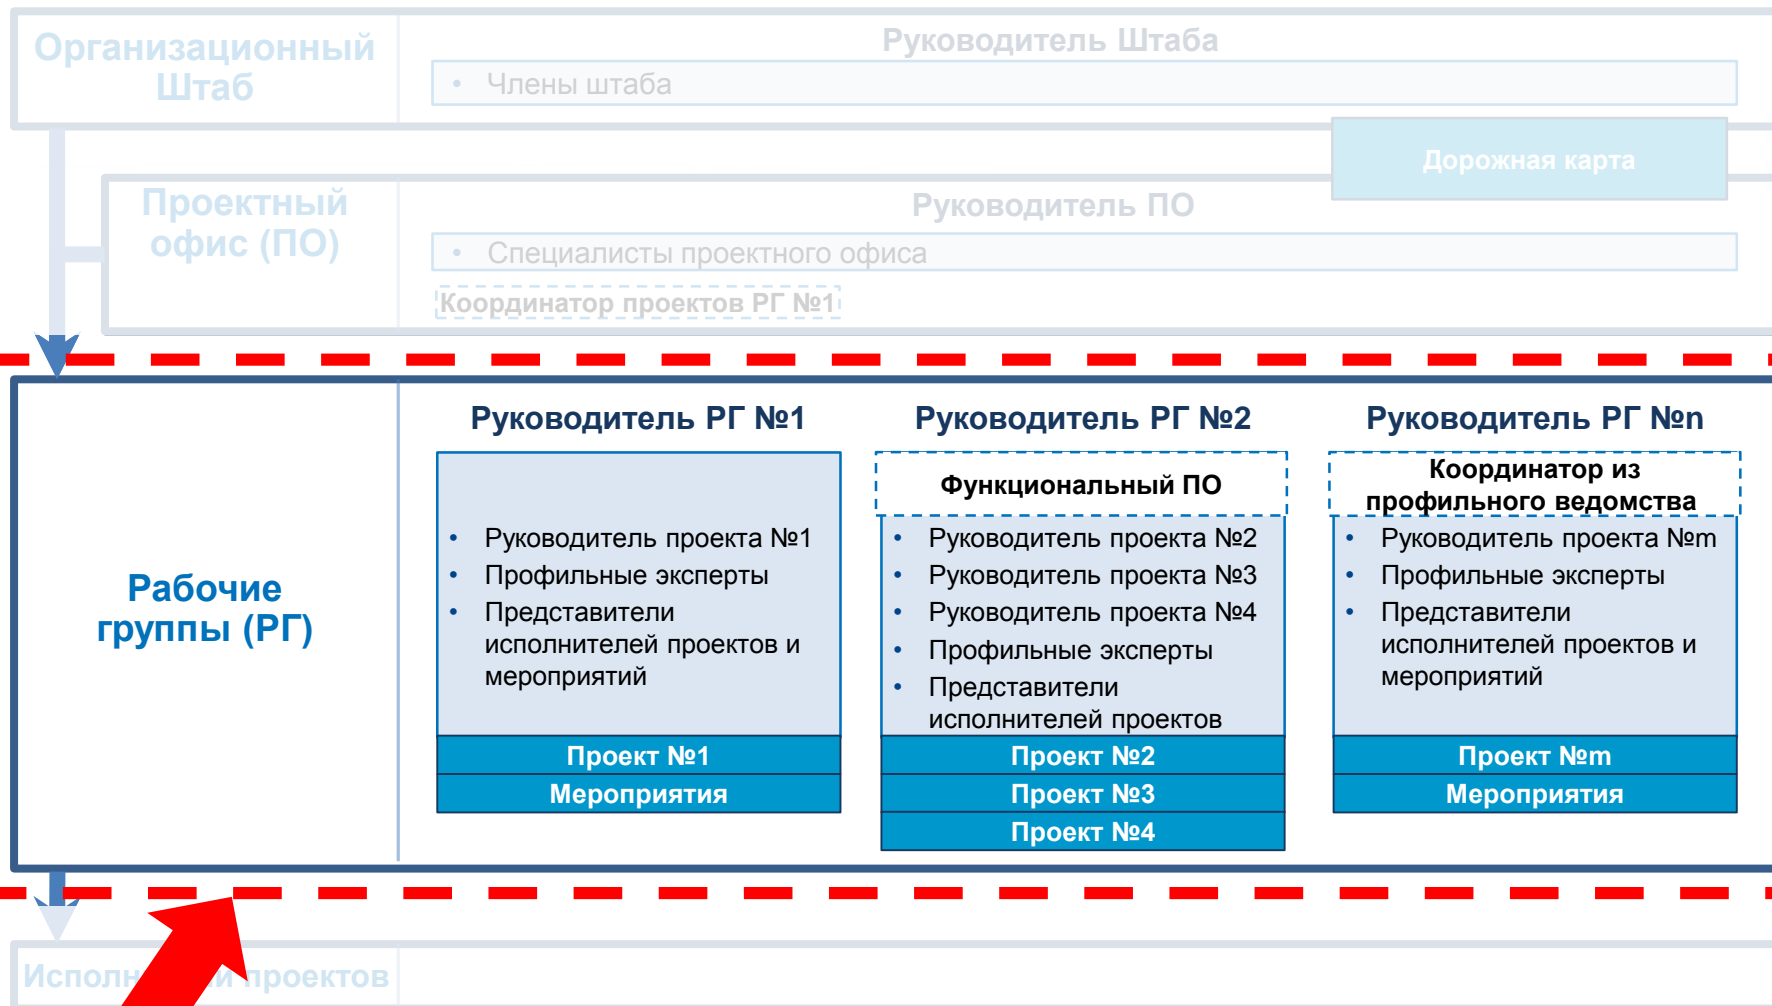 Организационный
Штаб
Руководитель Штаба
• Члены штаба
Дорожная карта
Проектный
офис (ПО)
Руководитель ПО
• Специалисты проектного офиса
Координатор проектов РГ №1
Рабочие
группы (РГ)
Руководитель РГ №1
• Руководитель проекта №1
• Профильные эксперты
• Представители
исполнителей проектов и
мероприятий
Проект №1
Мероприятия
Руководитель РГ №2
Функциональный ПО
• Руководитель проекта №2
• Руководитель проекта №3
• Руководитель проекта №4
• Профильные эксперты
• Представители
исполнителей проектов
Проект №2
Проект №3
Проект №4
Руководитель РГ №n
Координатор из
профильного ведомства
• Руководитель проекта №m
• Профильные эксперты
• Представители
исполнителей проектов и
мероприятий
Проект №m
Мероприятия
проектов